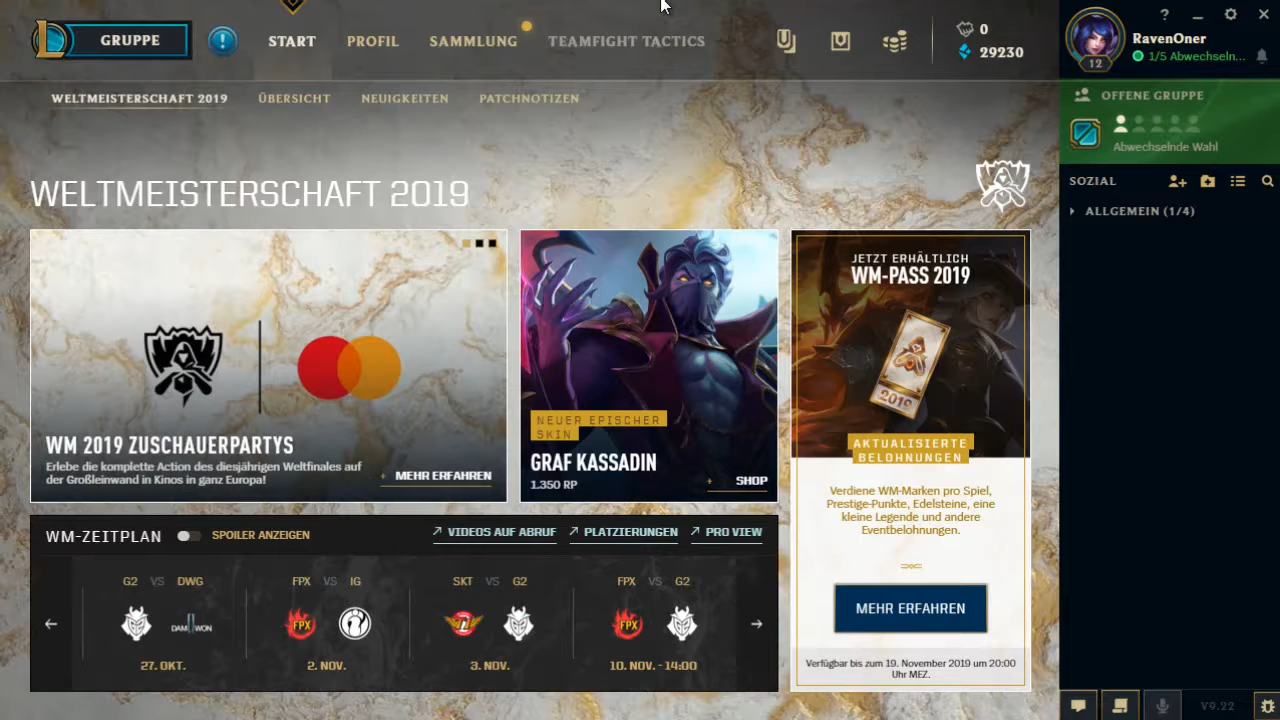 GRUPPE
START
PROFIL
SAMMLUNG
TEAMFIGHT TACTICS
0
29230
RavenOner
12
1/5 Abwechseln...
WELTMEISTERSCHAFT 2019
ÜBERSICHT
NEUIGKEITEN
PATCHNOTIZEN
OFFENE GRUPPE
Abwechselnde Wahl
SOZIAL
ALLGEMEIN (1/4)
WELTMEISTERSCHAFT 2019
WM 2019 ZUSCHAUERPARTYS
Erlebe die komplette Action des diesjährigen Weltfinales auf
der Großleinwand in Kinos in ganz Europa!
MEHR ERFAHREN
NEUER EPISCHER
SKIN
GRAF KASSADIN
1.350 RP
SHOP
JETZT ERHÄLTLICH
WM-PASS 2019
2019
AKTUALISIERTE
BELOHNUNGEN
Verdiene WM-Marken pro Spiel,
Prestige-Punkte, Edelsteine, eine
kleine Legende und andere
Eventbelohnungen.
MEHR ERFAHREN
Verfügbar bis zum 19. November 2019 um 20:00
Uhr MEZ.
WM-ZEITPLAN
SPOILER ANZEIGEN
VIDEOS AUF ABRUF
PLATZIERUNGEN
PRO VIEW
G2 VS DWG
DAMWON
27. OKT.
FPX VS IG
FPX
2. NOV.
SKT VS G2
3. NOV.
FPX VS G2
FPX
10. NOV. - 14:00
V9.22